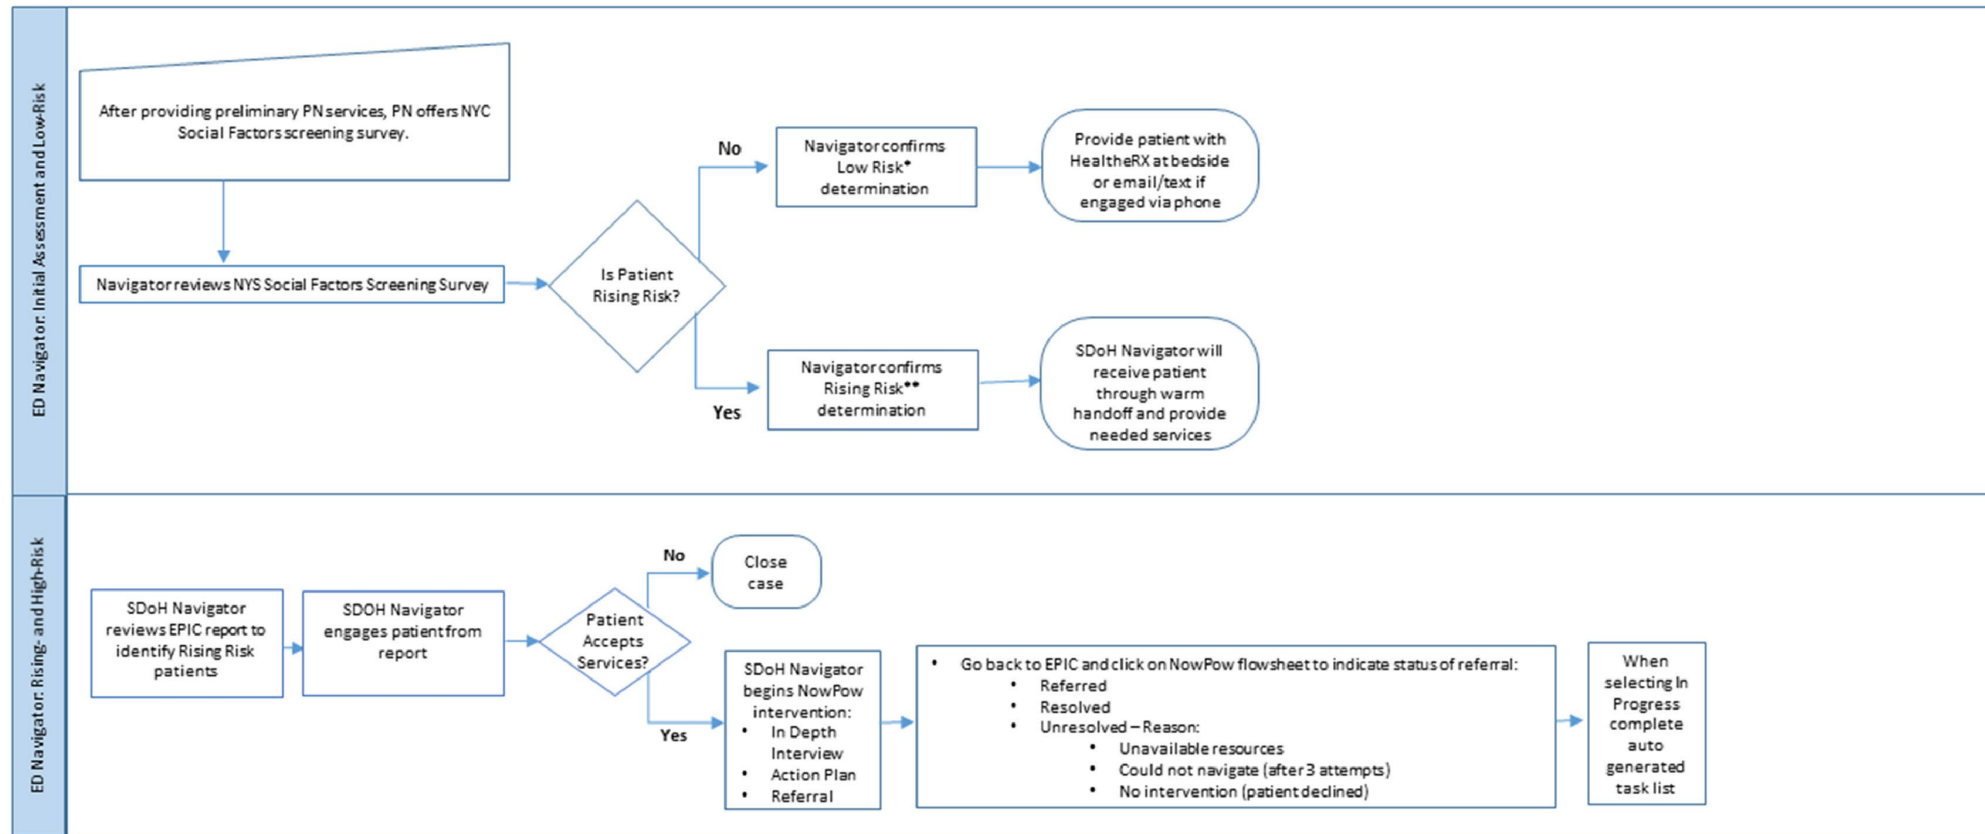 ED Navigator: Initial Assessment and Low-Risk
After providing preliminary PN services, PN offers NYC
Social Factors screening survey.
Navigator reviews NYS Social Factors Screening Survey
Is Patient
Rising Risk?
No
Navigator confirms
Low Risk*
determination
Provide patient with
HealtheRX at bedside
or email/text if
engaged via phone
Yes
Navigator confirms
Rising Risk**
determination
SDoH Navigator will
receive patient
through warm
handoff and provide
needed services
ED Navigator: Rising- and High-Risk
SDoH Navigator
reviews EPIC report to
identify Rising Risk
patients
SDOH Navigator
engages patient from
report
Patient
Accepts
Services?
No
Close
case
Yes
SDoH Navigator
begins NowPow
intervention:
• In Depth
Interview
• Action Plan
• Referral
• Go back to EPIC and click on NowPow flowsheet to indicate status of referral:
• Referred
• Resolved
• Unresolved – Reason:
• Unavailable resources
• Could not navigate (after 3 attempts)
• No intervention (patient declined)
When
selecting In
Progress
complete
auto
generated
task list